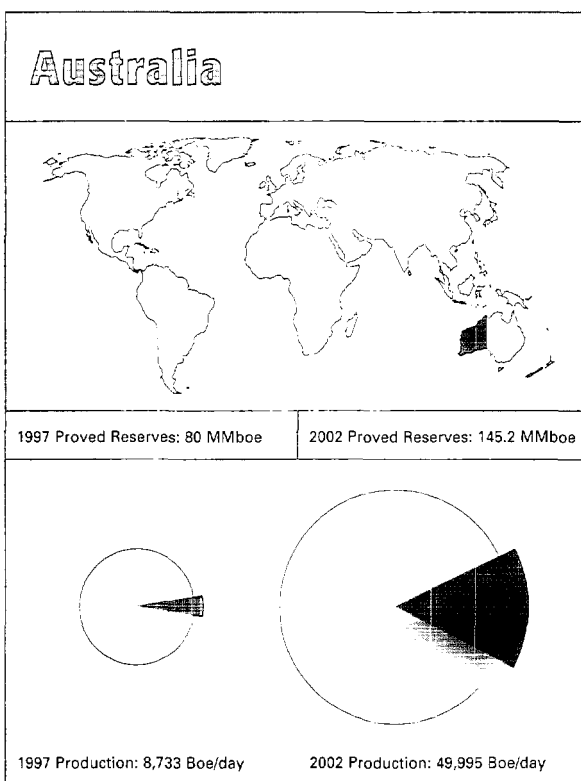 Australia
1997 Proved Reserves: 80 MMboe
2002 Proved Reserves: 145.2 MMboe
1997 Production: 8,733 Boe/day
2002 Production: 49,995 Boe/day